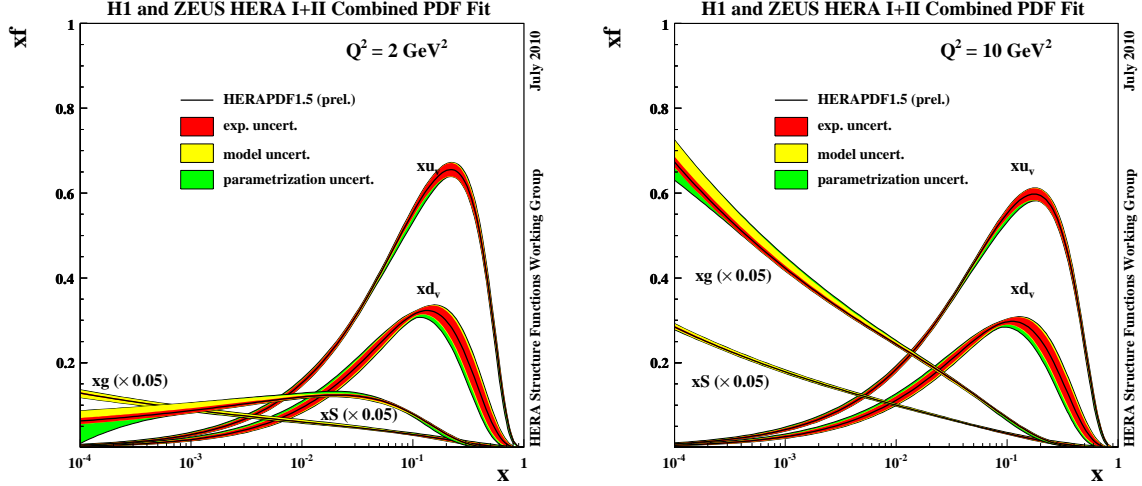 H1 and ZEUS HERA I+II Combined PDF Fit
xf
Q² = 2 GeV²
HERAPDF1.5 (prel.)
exp. uncert.
model uncert.
parametrization uncert.
xuᵥ
xdᵥ
xg (× 0.05)
xS (× 0.05)
1
0.8
0.6
0.4
0.2
10⁻⁴
10⁻³
10⁻²
10⁻¹
1
x
HERA Structure Functions Working Group
July 2010
H1 and ZEUS HERA I+II Combined PDF Fit
xf
Q² = 10 GeV²
HERAPDF1.5 (prel.)
exp. uncert.
model uncert.
parametrization uncert.
xuᵥ
xdᵥ
xg (× 0.05)
xS (× 0.05)
1
0.8
0.6
0.4
0.2
10⁻⁴
10⁻³
10⁻²
10⁻¹
1
x
HERA Structure Functions Working Group
July 2010